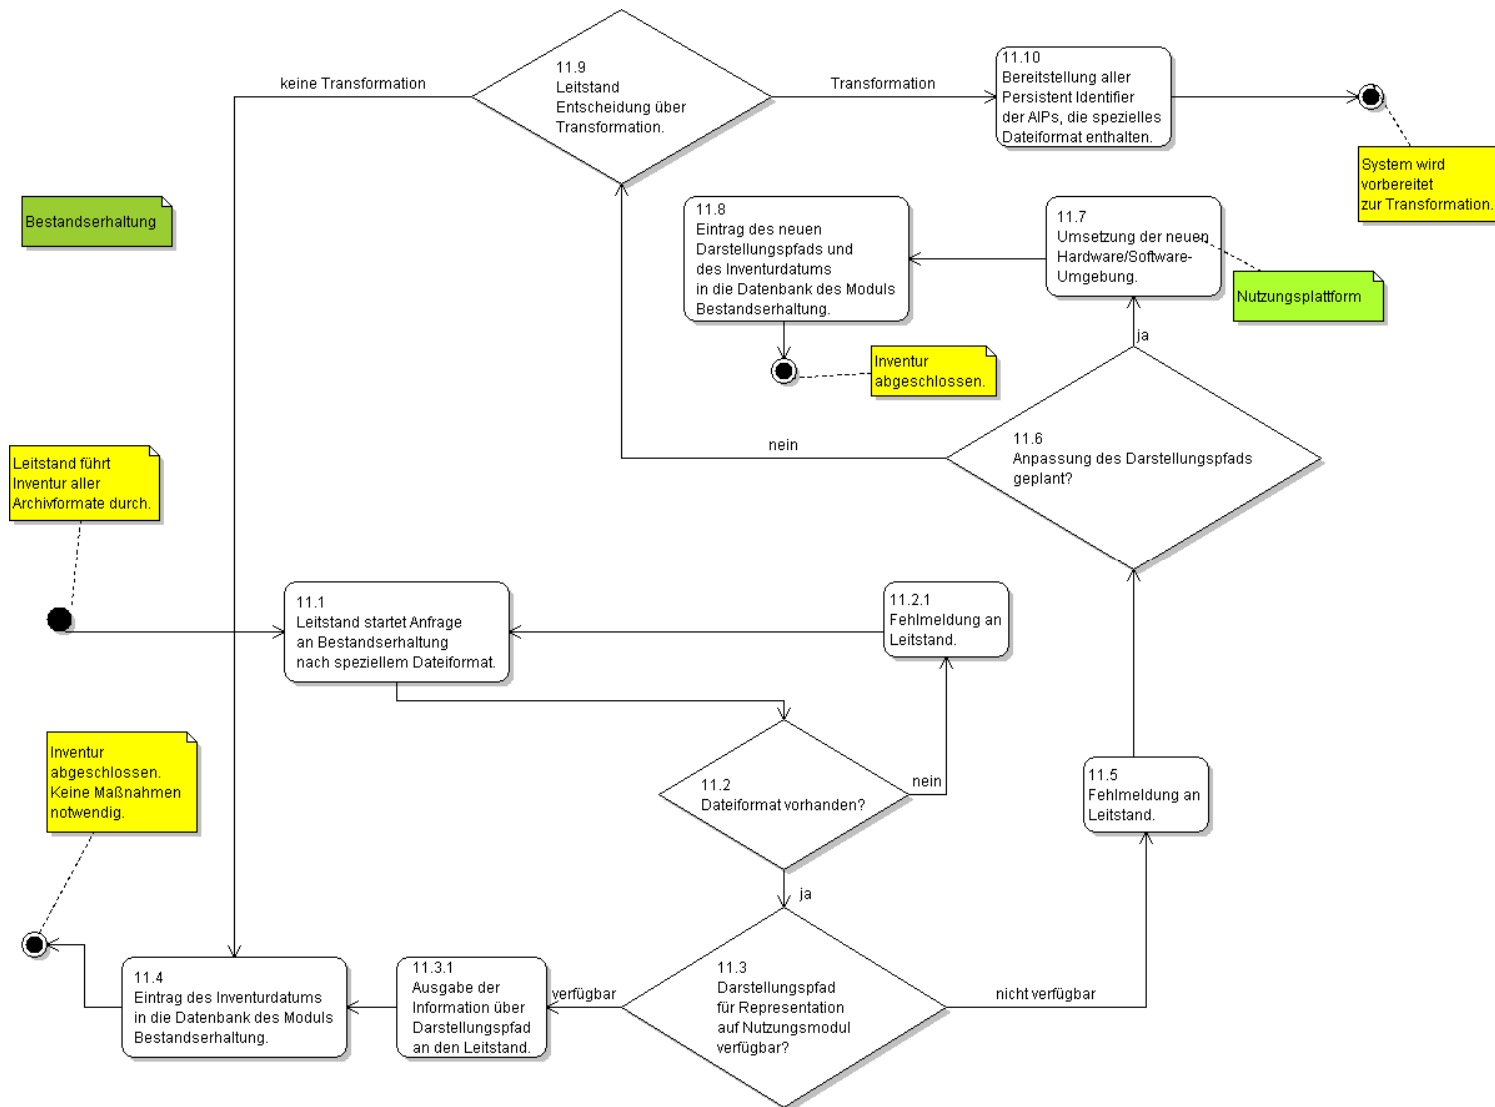 11.9
Leitstand
Entscheidung über
Transformation.
keine Transformation
Transformation
11.10
Bereitstellung aller
Persistent Identifier
der AIPs, die spezielles
Dateiformat enthalten.
System wird
vorbereitet
zur Transformation.
Bestandserhaltung
11.8
Eintrag des neuen
Darstellungspfads und
des Inventurdatums
in die Datenbank des Moduls
Bestandserhaltung.
11.7
Umsetzung der neuen
Hardware/Software-
Umgebung.
Nutzungsplattform
ja
Inventur
abgeschlossen.
nein
11.6
Anpassung des Darstellungspfads
geplant?
Leitstand führt
Inventur aller
Archivformate durch.
11.1
Leitstand startet Anfrage
an Bestandserhaltung
nach speziellem Dateiformat.
11.2.1
Fehlmeldung an
Leitstand.
Inventur
abgeschlossen.
Keine Maßnahmen
notwendig.
11.2
Dateiformat vorhanden?
nein
11.5
Fehlmeldung an
Leitstand.
ja
11.4
Eintrag des Inventurdatums
in die Datenbank des Moduls
Bestandserhaltung.
11.3.1
Ausgabe der
Information über
Darstellungspfad
an den Leitstand.
verfügbar
11.3
Darstellungspfad
für Representation
auf Nutzungsmodul
verfügbar?
nicht verfügbar